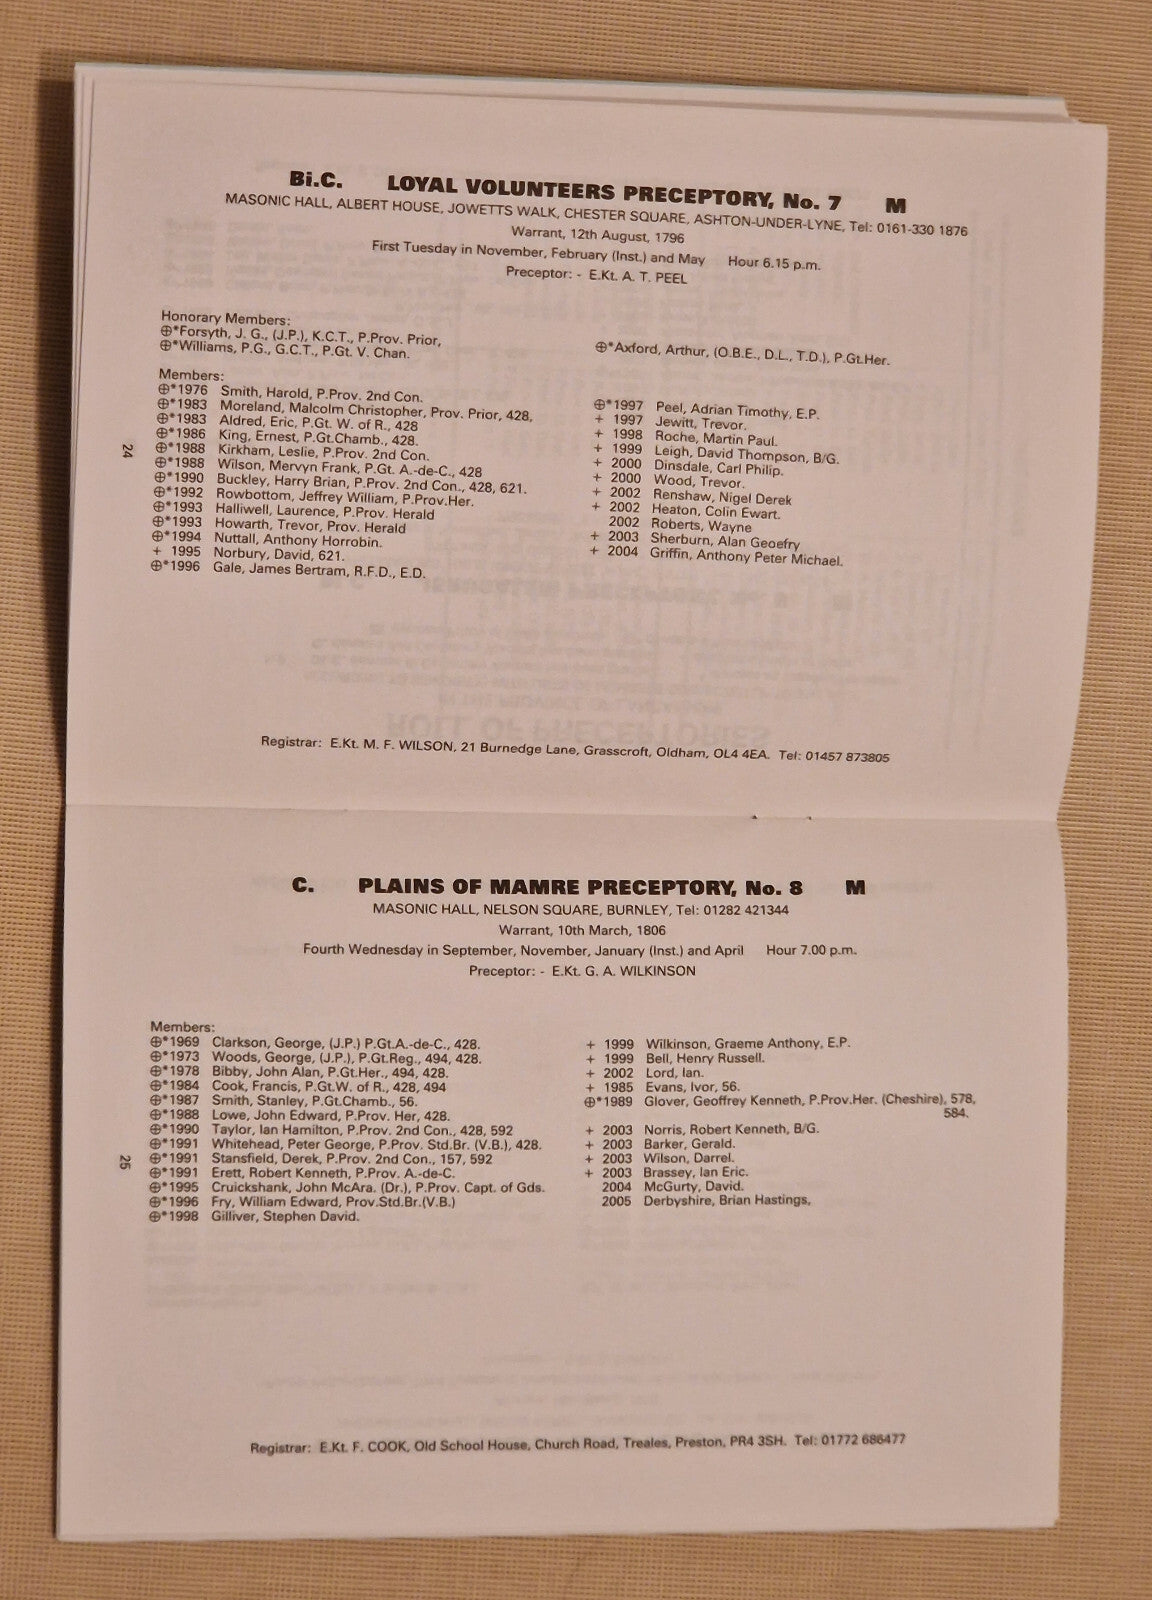 Bi.C. LOYAL VOLUNTEERS PRECEPTORY, No. 7 M
MASONIC HALL, ALBERT HOUSE, JOWETTS WALK, CHESTER SQUARE, ASHTON-UNDER-LYNE, Tel: 0161-330 1876
Warrant, 12th August, 1796
First Tuesday in November, February (Inst.) and May Hour 6.15 p.m.
Preceptor: - E.Kt. A. T. PEEL
Honorary Members:
⊕*Forsyth, J. G., (J.P.), K.C.T., P.Prov. Prior,
⊕*Williams, P.G., G.C.T., P.Gt. V. Chan.
⊕*Axford, Arthur, (O.B.E., D.L., T.D.), P.Gt.Her.
Members:
⊕*1976 Smith, Harold, P.Prov. 2nd Con.
⊕*1983 Moreland, Malcolm Christopher, Prov. Prior, 428,
⊕*1983 Aldred, Eric, P.Gt. W. of R., 428
⊕*1986 King, Ernest, P.Gt.Chamb., 428.
⊕*1988 Kirkham, Leslie, P.Prov. 2nd Con.
⊕*1988 Wilson, Mervyn Frank, P.Gt. A.-de-C., 428
⊕*1990 Buckley, Harry Brian, P.Prov. 2nd Con., 428, 621.
⊕*1992 Rowbottom, Jeffrey William, P.Prov.Her.
⊕*1993 Halliwell, Laurence, P.Prov. Herald
⊕*1993 Howarth, Trevor, Prov. Herald
⊕*1994 Nuttall, Anthony Horrobin.
+ 1995 Norbury, David, 621.
⊕*1996 Gale, James Bertram, R.F.D., E.D.
⊕*1997 Peel, Adrian Timothy, E.P.
+ 1997 Jewitt, Trevor.
+ 1998 Roche, Martin Paul.
+ 1999 Leigh, David Thompson, B/G.
+ 2000 Dinsdale, Carl Philip.
+ 2000 Wood, Trevor.
+ 2002 Renshaw, Nigel Derek
+ 2002 Heaton, Colin Ewart.
2002 Roberts, Wayne
+ 2003 Sherburn, Alan Geoefry
+ 2004 Griffin, Anthony Peter Michael.
24
Registrar: E.Kt. M. F. WILSON, 21 Burnedge Lane, Grasscroft, Oldham, OL4 4EA. Tel: 01457 873805
C. PLAINS OF MAMRE PRECEPTORY, No. 8 M
MASONIC HALL, NELSON SQUARE, BURNLEY, Tel: 01282 421344
Warrant, 10th March, 1806
Fourth Wednesday in September, November, January (Inst.) and April Hour 7.00 p.m.
Preceptor: - E.Kt. G. A. WILKINSON
Members:
⊕*1969 Clarkson, George, (J.P.) P.Gt.A.-de-C., 428.
⊕*1973 Woods, George, (J.P.), P.Gt.Reg., 494, 428.
⊕*1978 Bibby, John Alan, P.Gt.Her., 494, 428.
⊕*1984 Cook, Francis, P.Gt.W. of R., 428, 494
⊕*1987 Smith, Stanley, P.Gt.Chamb., 56.
⊕*1988 Lowe, John Edward, P.Prov. Her, 428.
⊕*1990 Taylor, Ian Hamilton, P.Prov. 2nd Con., 428, 592
⊕*1991 Whitehead, Peter George, P.Prov. Std.Br. (V.B.), 428.
⊕*1991 Stansfield, Derek, P.Prov. 2nd Con., 157, 592
⊕*1991 Erett, Robert Kenneth, P.Prov. A.-de-C.
⊕*1995 Cruickshank, John McAra. (Dr.), P.Prov. Capt. of Gds.
⊕*1996 Fry, William Edward, Prov.Std.Br.(V.B.)
⊕*1998 Gilliver, Stephen David.
+ 1999 Wilkinson, Graeme Anthony, E.P.
+ 1999 Bell, Henry Russell.
+ 2002 Lord, Ian.
+ 1985 Evans, Ivor, 56.
⊕*1989 Glover, Geoffrey Kenneth, P.Prov.Her. (Cheshire), 578,
584.
+ 2003 Norris, Robert Kenneth, B/G.
+ 2003 Barker, Gerald.
+ 2003 Wilson, Darrel.
+ 2003 Brassey, Ian Eric.
2004 McGurty, David.
2005 Derbyshire, Brian Hastings,
25
Registrar: E.Kt. F. COOK, Old School House, Church Road, Treales, Preston, PR4 3SH. Tel: 01772 686477